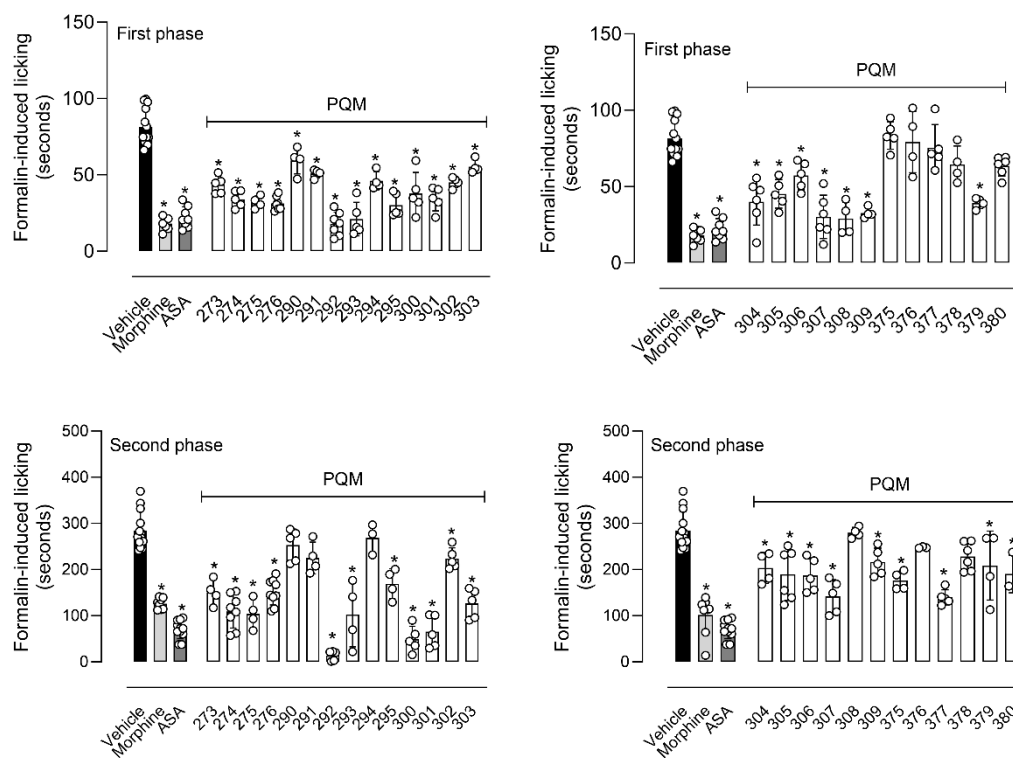 First phase
PQM
Formalin-induced licking
(seconds)
150
100
50
0
* * * * * * * * * * * * * * * *
Vehicle Morphine ASA 273 274 275 276 290 291 292 293 294 295 300 301 302 303
First phase
PQM
Formalin-induced licking
(seconds)
150
100
50
0
* * * * * * * * *
Vehicle Morphine ASA 304 305 306 307 308 309 375 376 377 378 379 380
Second phase
PQM
Formalin-induced licking
(seconds)
500
400
300
200
100
0
* * * * * * * * * * * * *
Vehicle Morphine ASA 273 274 275 276 290 291 292 293 294 295 300 301 302 303
Second phase
PQM
Formalin-induced licking
(seconds)
500
400
300
200
100
0
* * * * * * * * * * *
Vehicle Morphine ASA 304 305 306 307 308 309 375 376 377 378 379 380